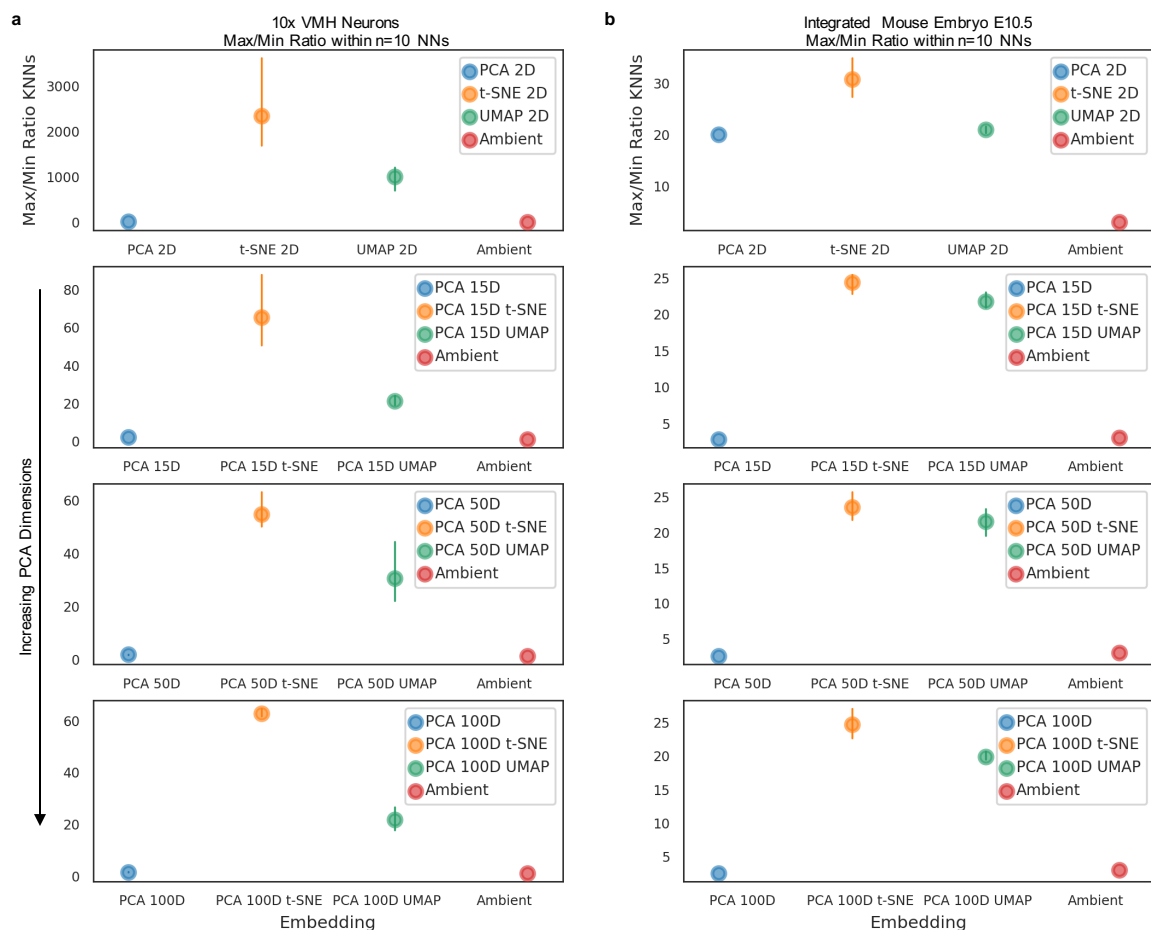 a
10x VMH Neurons
Max/Min Ratio within n=10 NNs
Max/Min Ratio KNNs
3000
2000
1000
0
PCA 2D
t-SNE 2D
UMAP 2D
Ambient
PCA 2D t-SNE 2D UMAP 2D Ambient
80
60
40
20
0
PCA 15D
PCA 15D t-SNE
PCA 15D UMAP
Ambient
PCA 15D PCA 15D t-SNE PCA 15D UMAP Ambient
Increasing PCA Dimensions
60
40
20
0
PCA 50D
PCA 50D t-SNE
PCA 50D UMAP
Ambient
PCA 50D PCA 50D t-SNE PCA 50D UMAP Ambient
60
40
20
0
PCA 100D
PCA 100D t-SNE
PCA 100D UMAP
Ambient
PCA 100D PCA 100D t-SNE PCA 100D UMAP Ambient
Embedding
b
Integrated Mouse Embryo E10.5
Max/Min Ratio within n=10 NNs
Max/Min Ratio KNNs
30
20
10
PCA 2D
t-SNE 2D
UMAP 2D
Ambient
PCA 2D t-SNE 2D UMAP 2D Ambient
25
20
15
10
5
PCA 15D
PCA 15D t-SNE
PCA 15D UMAP
Ambient
PCA 15D PCA 15D t-SNE PCA 15D UMAP Ambient
25
20
15
10
5
PCA 50D
PCA 50D t-SNE
PCA 50D UMAP
Ambient
PCA 50D PCA 50D t-SNE PCA 50D UMAP Ambient
25
20
15
10
5
PCA 100D
PCA 100D t-SNE
PCA 100D UMAP
Ambient
PCA 100D PCA 100D t-SNE PCA 100D UMAP Ambient
Embedding